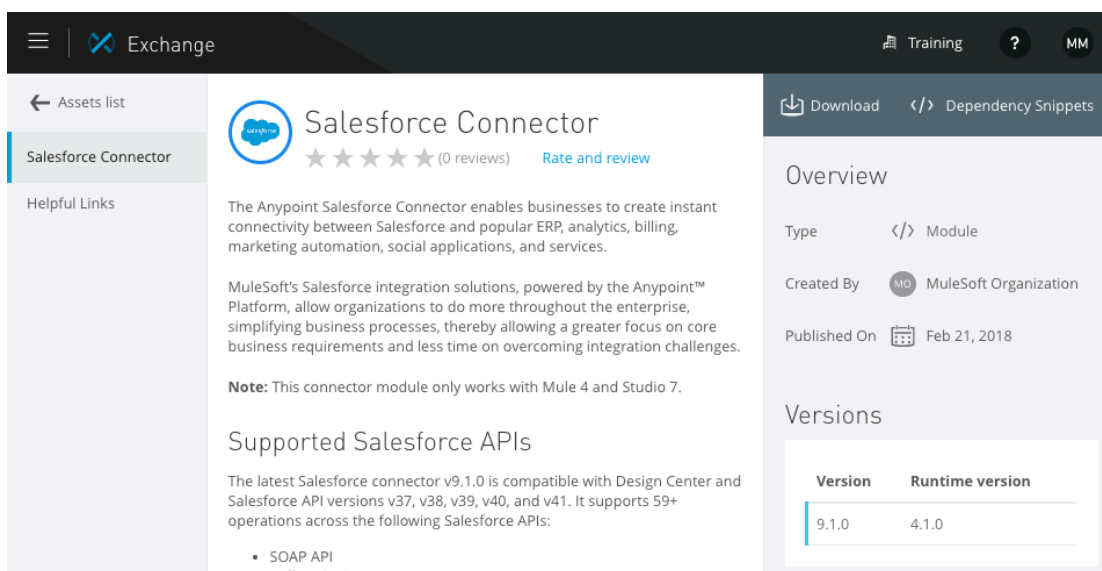 Exchange
Training
?
MM
Assets list
Salesforce Connector
Helpful Links
salesforce
Salesforce Connector
(0 reviews) Rate and review
The Anypoint Salesforce Connector enables businesses to create instant
connectivity between Salesforce and popular ERP, analytics, billing,
marketing automation, social applications, and services.
MuleSoft's Salesforce integration solutions, powered by the Anypoint™
Platform, allow organizations to do more throughout the enterprise,
simplifying business processes, thereby allowing a greater focus on core
business requirements and less time on overcoming integration challenges.
Note: This connector module only works with Mule 4 and Studio 7.
Supported Salesforce APIs
The latest Salesforce connector v9.1.0 is compatible with Design Center and
Salesforce API versions v37, v38, v39, v40, and v41. It supports 59+
operations across the following Salesforce APIs:
• SOAP API
Download </> Dependency Snippets
Overview
Type </> Module
Created By MO MuleSoft Organization
Published On Feb 21, 2018
Versions
Version Runtime version
9.1.0 4.1.0